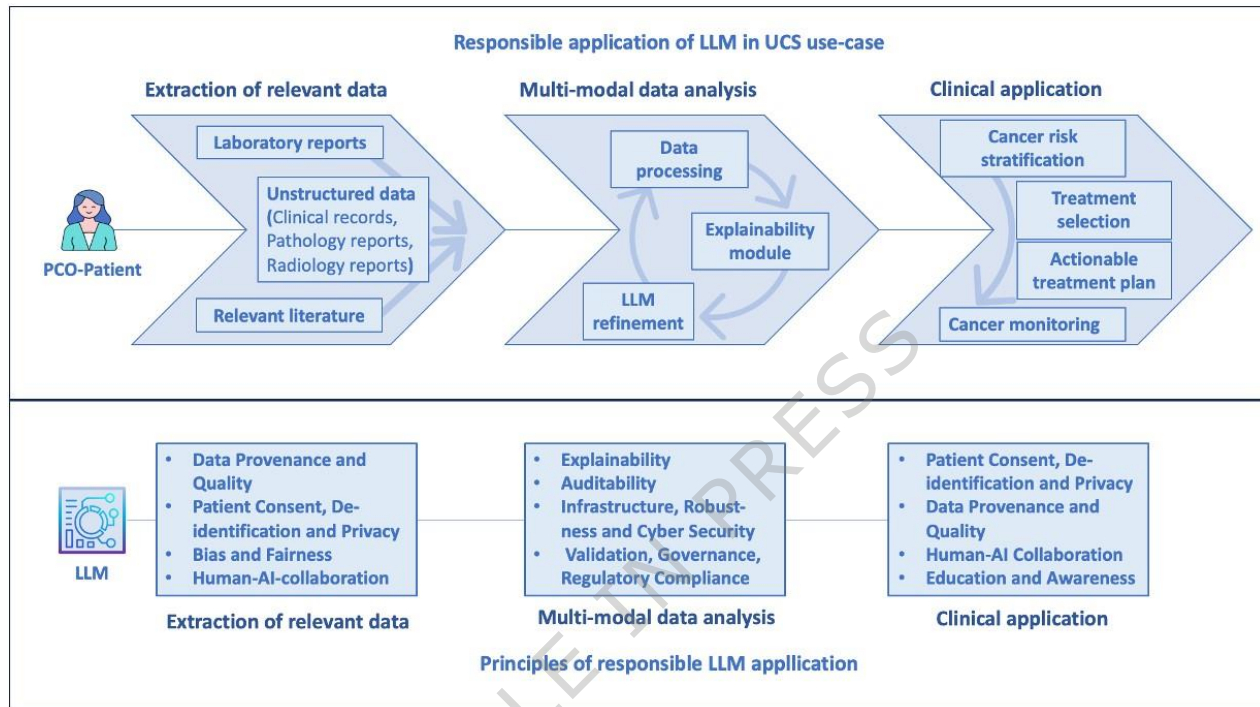 Responsible application of LLM in UCS use-case
Extraction of relevant data
Multi-modal data analysis
Clinical application
PCO-Patient
Laboratory reports
Unstructured data
(Clinical records,
Pathology reports,
Radiology reports)
Relevant literature
Data
processing
Explainability
module
LLM
refinement
Cancer risk
stratification
Treatment
selection
Actionable
treatment plan
Cancer monitoring
LLM
• Data Provenance and
Quality
• Patient Consent, De-
identification and Privacy
• Bias and Fairness
• Human-AI-collaboration
Extraction of relevant data
• Explainability
• Auditability
• Infrastructure, Robust-
ness and Cyber Security
• Validation, Governance,
Regulatory Compliance
Multi-modal data analysis
• Patient Consent, De-
identification and Privacy
• Data Provenance and
Quality
• Human-AI Collaboration
• Education and Awareness
Clinical application
Principles of responsible LLM appllication
LE IN PRESS